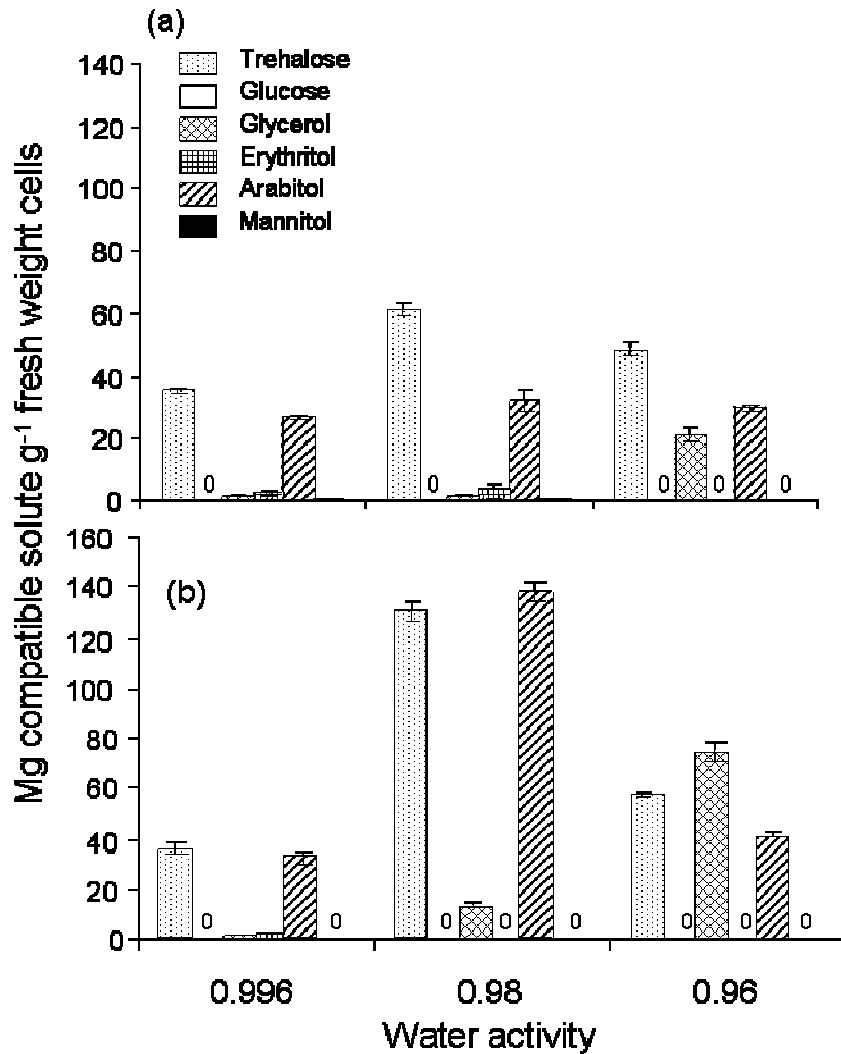 (a)
Trehalose
Glucose
Glycerol
Erythritol
Arabitol
Mannitol
140
120
100
80
60
40
20
0
0 0 0 0 0
Mg compatible solute g⁻¹ fresh weight cells
160
(b)
140
120
100
80
60
40
20
0
0 0 0 0 0 0 0 0
0.996 0.98 0.96
Water activity